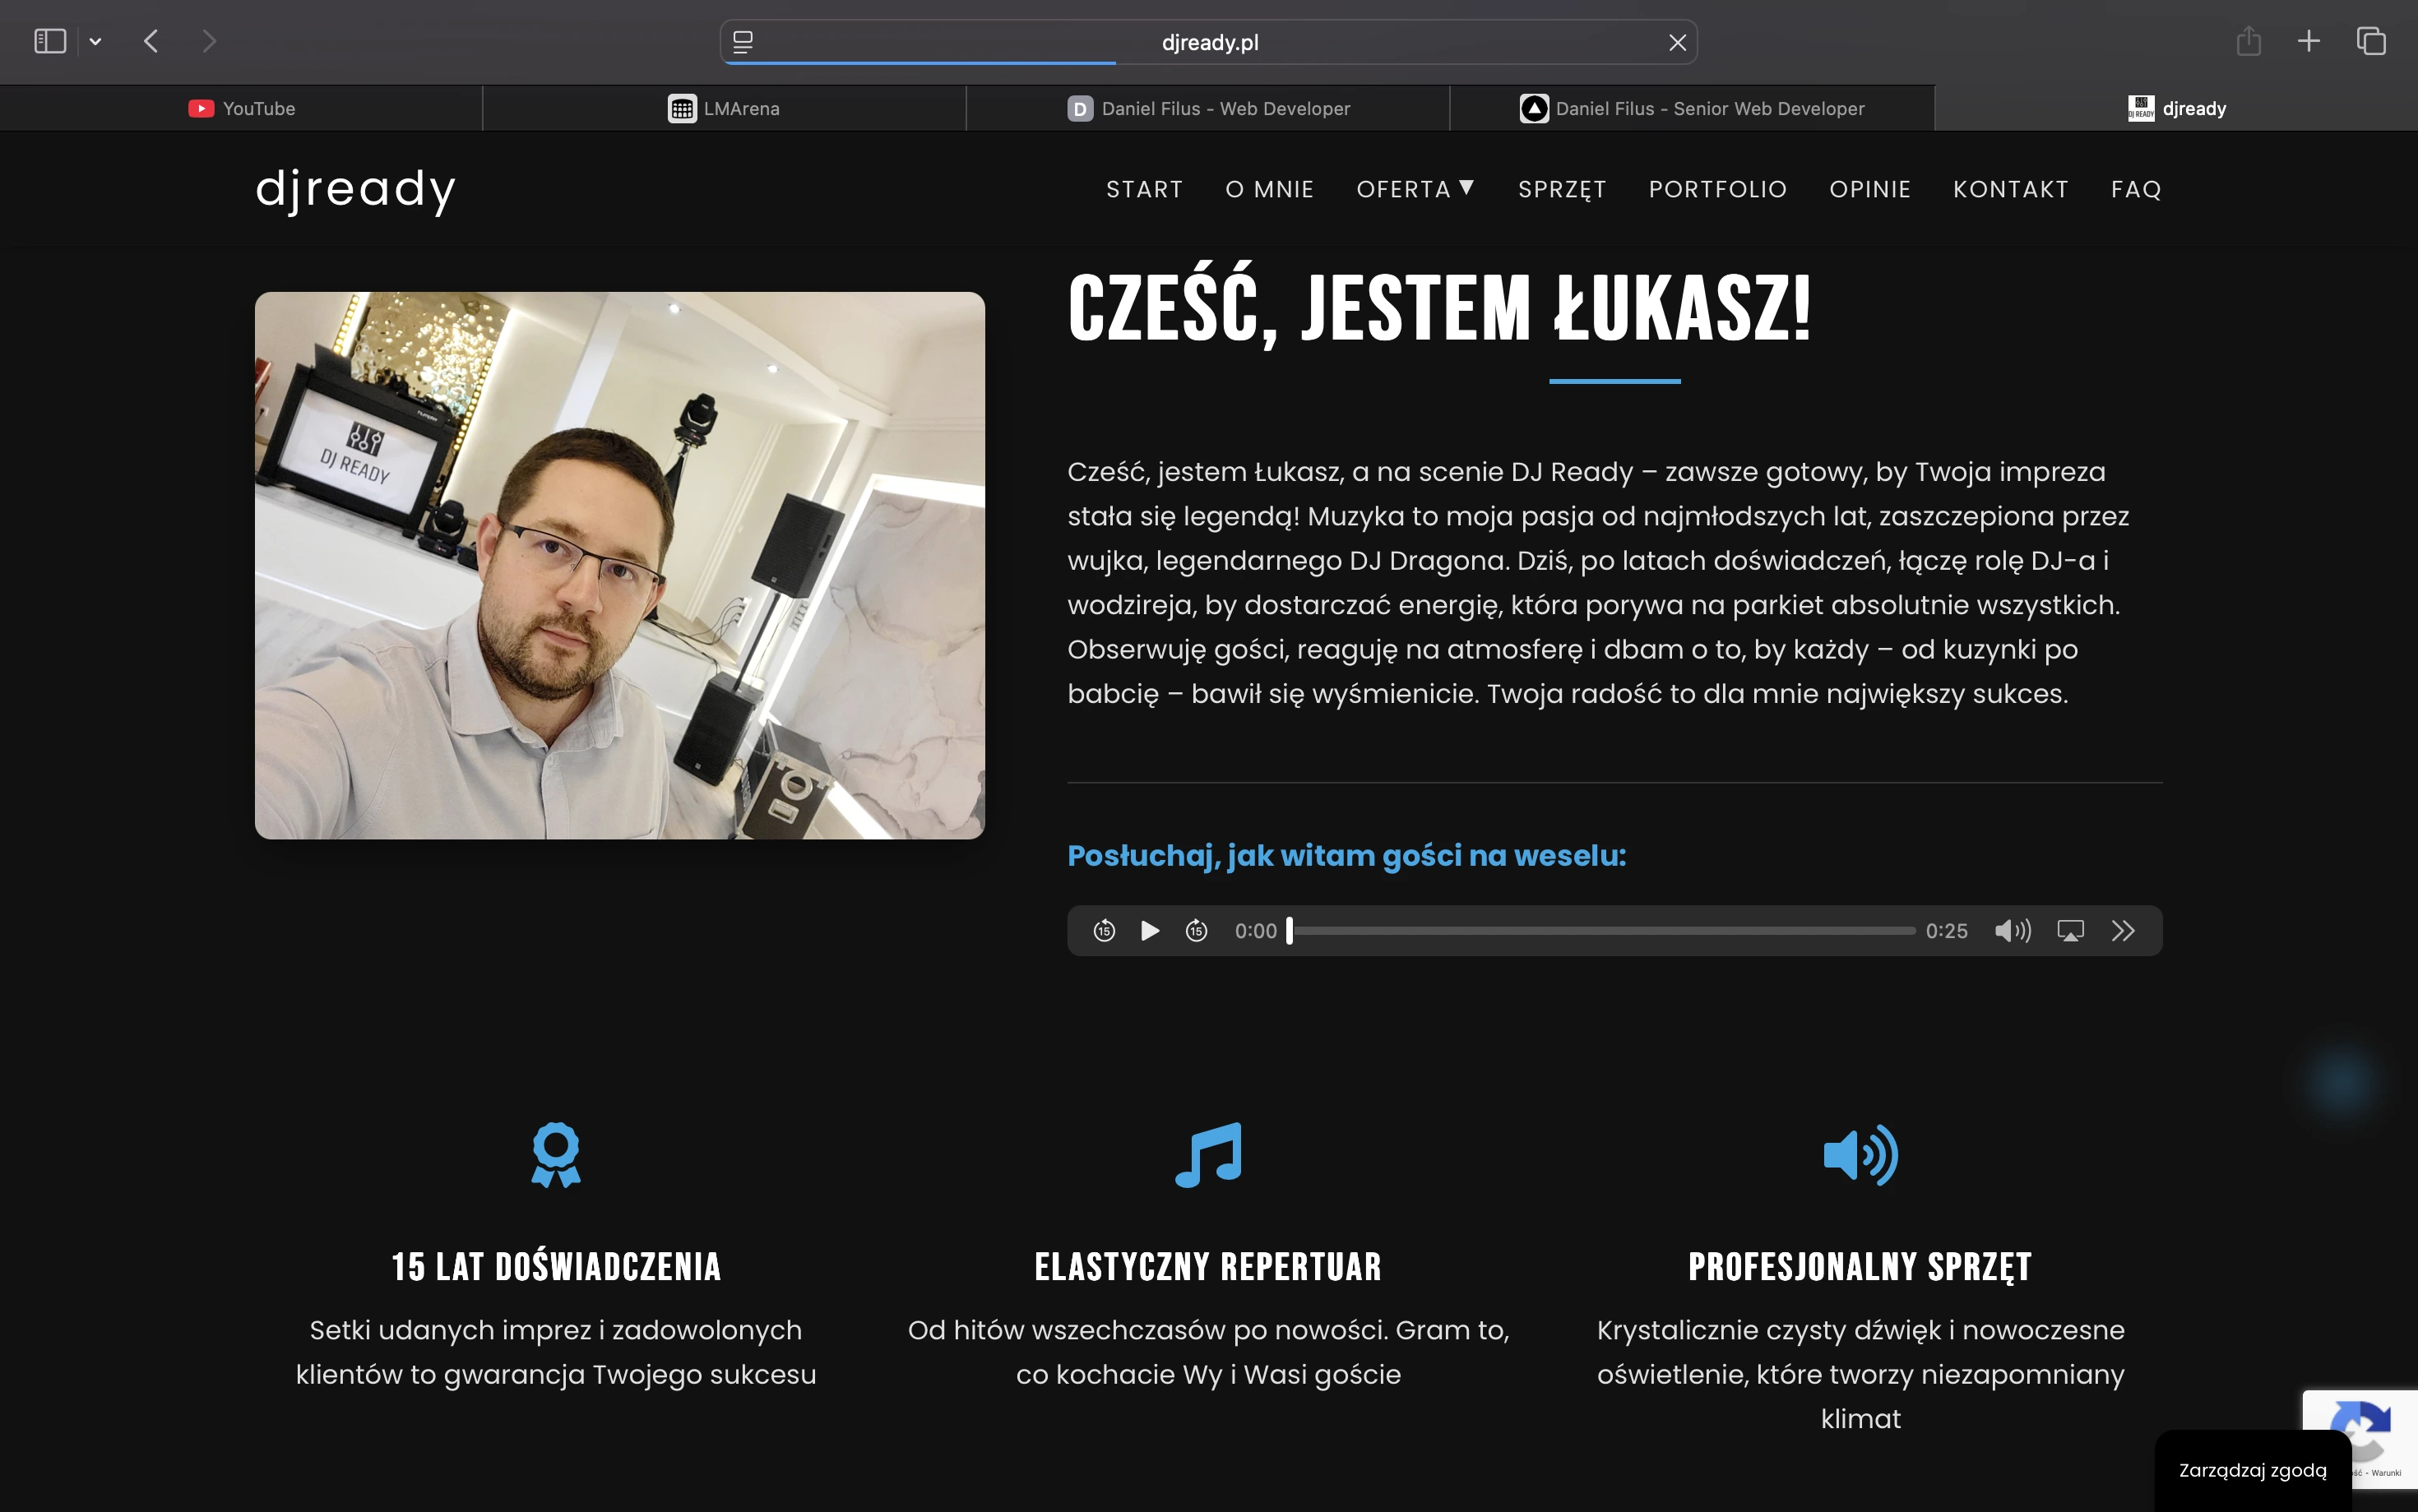 djready.pl
YouTube
LMArena
D Daniel Filus - Web Developer
Daniel Filus - Senior Web Developer
djready
djready
START O MNIE OFERTA ▼ SPRZĘT PORTFOLIO OPINIE KONTAKT FAQ
DJ READY
CZEŚĆ, JESTEM ŁUKASZ!
Cześć, jestem Łukasz, a na scenie DJ Ready – zawsze gotowy, by Twoja impreza
stała się legendą! Muzyka to moja pasja od najmłodszych lat, zaszczepiona przez
wujka, legendarnego DJ Dragona. Dziś, po latach doświadczeń, łączę rolę DJ-a i
wodzireja, by dostarczać energię, która porywa na parkiet absolutnie wszystkich.
Obserwuję gości, reaguję na atmosferę i dbam o to, by każdy – od kuzynki po
babcię – bawił się wyśmienicie. Twoja radość to dla mnie największy sukces.
Posłuchaj, jak witam gości na weselu:
15 15 0:00 0:25
15 LAT DOŚWIADCZENIA
Setki udanych imprez i zadowolonych
klientów to gwarancja Twojego sukcesu
ELASTYCZNY REPERTUAR
Od hitów wszechczasów po nowości. Gram to,
co kochacie Wy i Wasi goście
PROFESJONALNY SPRZĘT
Krystalicznie czysty dźwięk i nowoczesne
oświetlenie, które tworzy niezapomniany
klimat
Zarządzaj zgodą
- Warunki